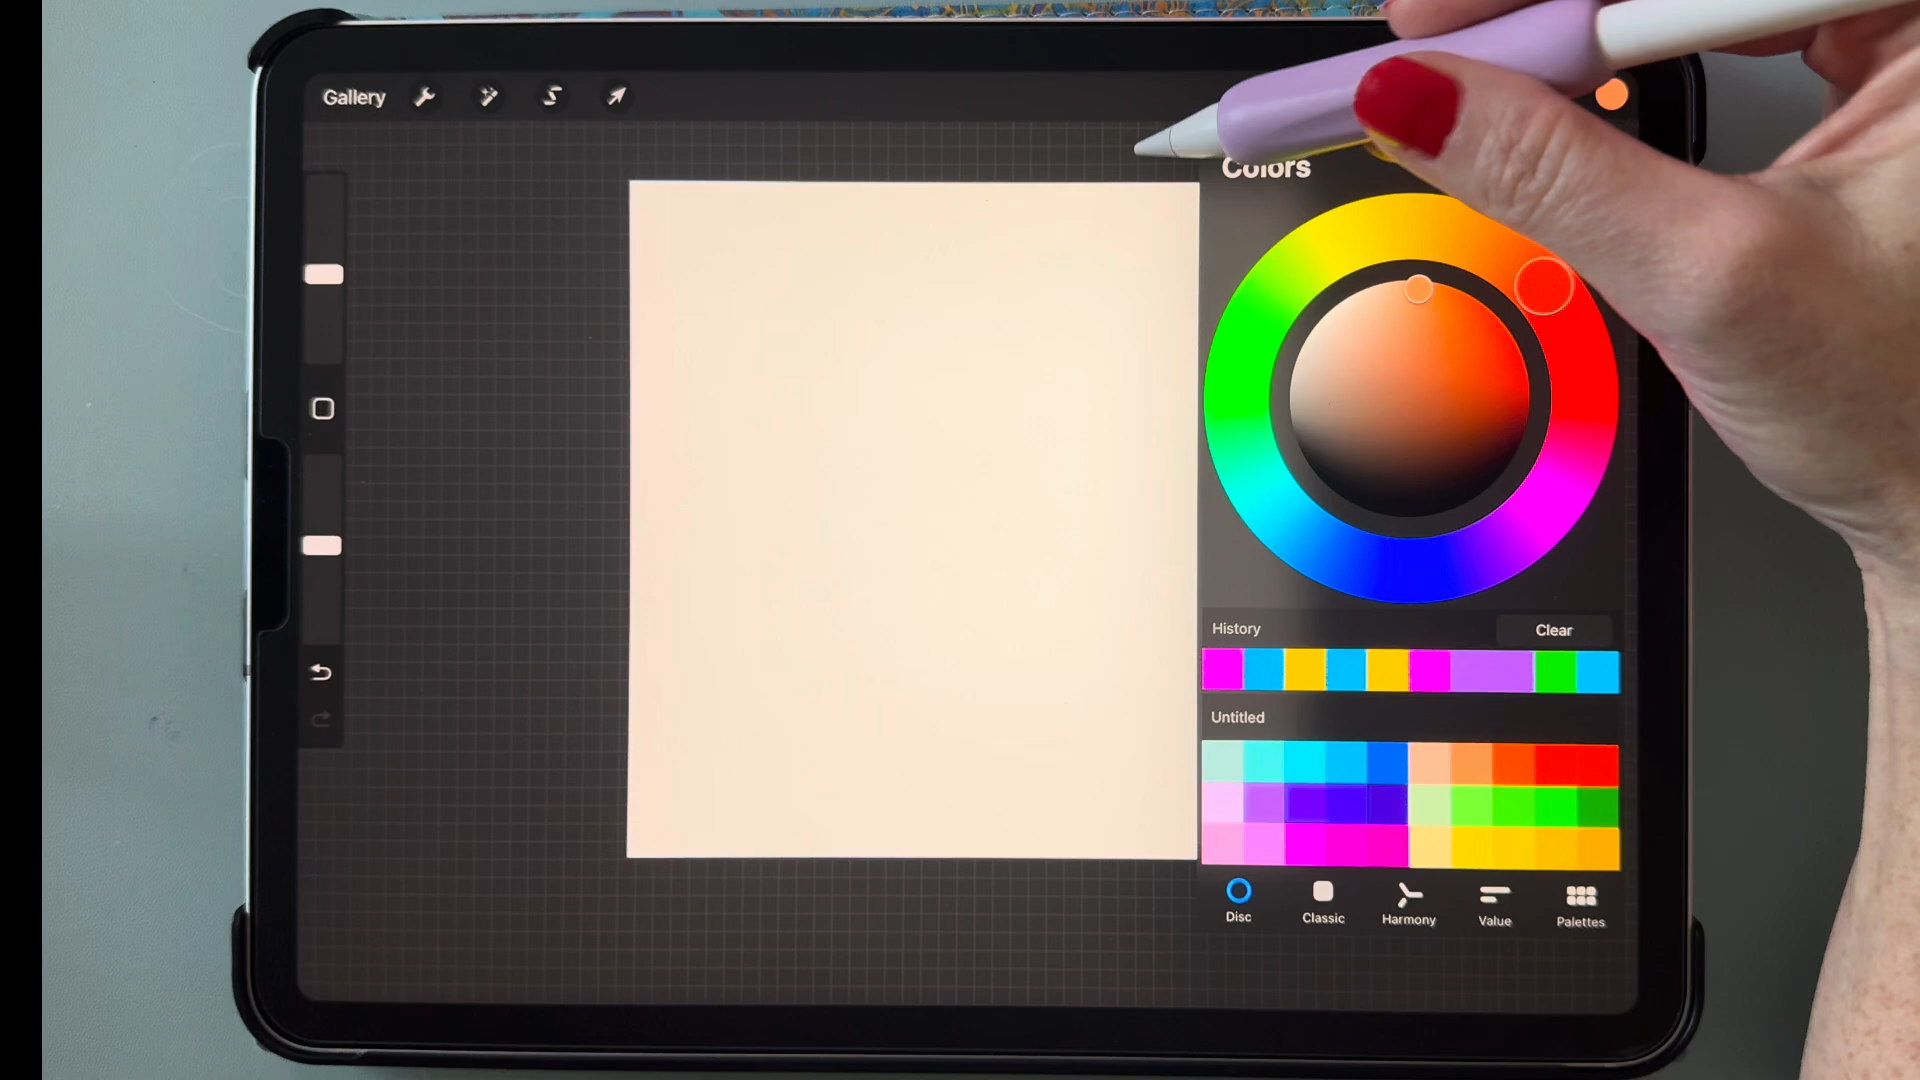 Gallery
Colors
History
Clear
Untitled
Disc
Classic
Harmony
Value
Palettes